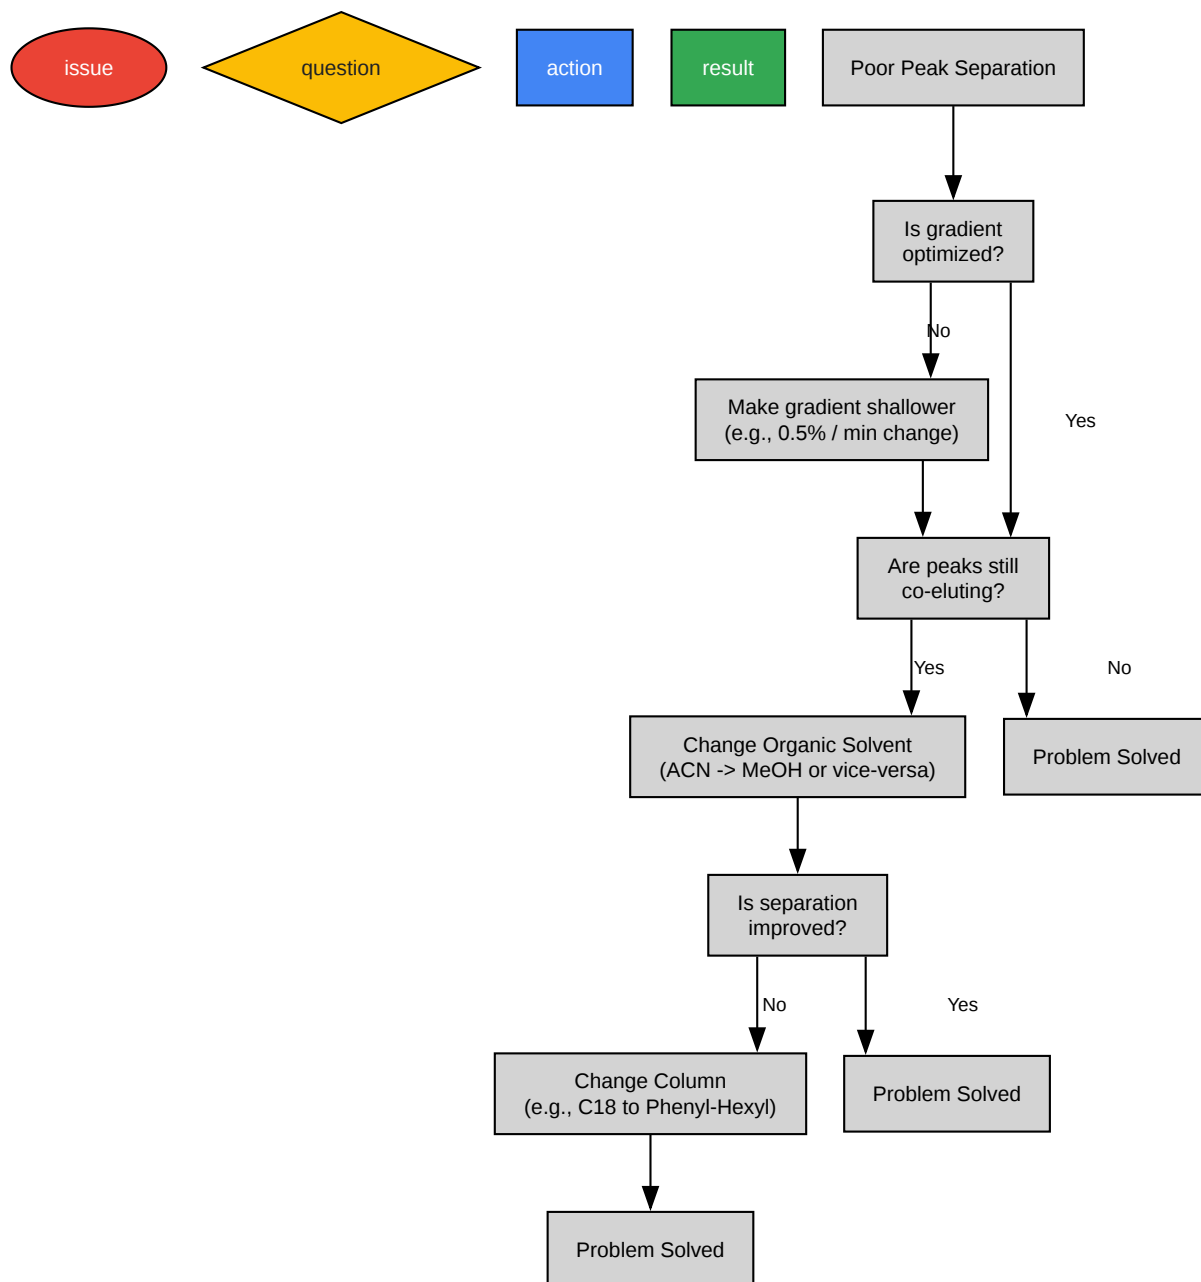 issue
question
action
result
Poor Peak Separation
Is gradient
optimized?
No
Make gradient shallower
(e.g., 0.5% / min change)
Yes
Are peaks still
co-eluting?
Yes
No
Change Organic Solvent
(ACN -> MeOH or vice-versa)
Problem Solved
Is separation
improved?
No
Yes
Change Column
(e.g., C18 to Phenyl-Hexyl)
Problem Solved
Problem Solved